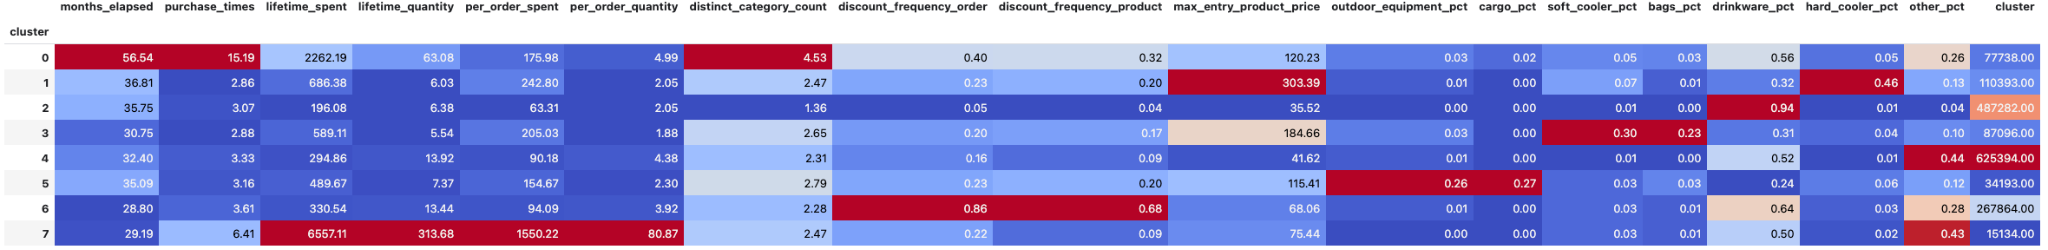 months_elapsed purchase_times lifetime_spent lifetime_quantity per_order_spent per_order_quantity distinct_category_count discount_frequency_order discount_frequency_product max_entry_product_price outdoor_equipment_pct cargo_pct soft_cooler_pct bags_pct drinkware_pct hard_cooler_pct other_pct cluster
cluster
0 56.54 15.19 2262.19 63.08 175.98 4.99 4.53 0.40 0.32 120.23 0.03 0.02 0.05 0.03 0.56 0.05 0.26 77738.00
1 36.81 2.86 686.38 6.03 242.80 2.05 2.47 0.23 0.20 303.39 0.01 0.00 0.07 0.01 0.32 0.46 0.13 110393.00
2 35.75 3.07 196.08 6.38 63.31 2.05 1.36 0.05 0.04 35.52 0.00 0.00 0.01 0.00 0.94 0.01 0.04 487282.00
3 30.75 2.88 589.11 5.54 205.03 1.88 2.65 0.20 0.17 184.66 0.03 0.00 0.30 0.23 0.31 0.04 0.10 87096.00
4 32.40 3.33 294.86 13.92 90.18 4.38 2.31 0.16 0.09 41.62 0.01 0.00 0.01 0.00 0.52 0.01 0.44 625394.00
5 35.09 3.16 489.67 7.37 154.67 2.30 2.79 0.23 0.20 115.41 0.26 0.27 0.03 0.03 0.24 0.06 0.12 34193.00
6 28.80 3.61 330.54 13.44 94.09 3.92 2.28 0.86 0.68 68.06 0.01 0.00 0.03 0.01 0.64 0.03 0.28 267864.00
7 29.19 6.41 6557.11 313.68 1550.22 80.87 2.47 0.22 0.09 75.44 0.00 0.00 0.03 0.01 0.50 0.02 0.43 15134.00